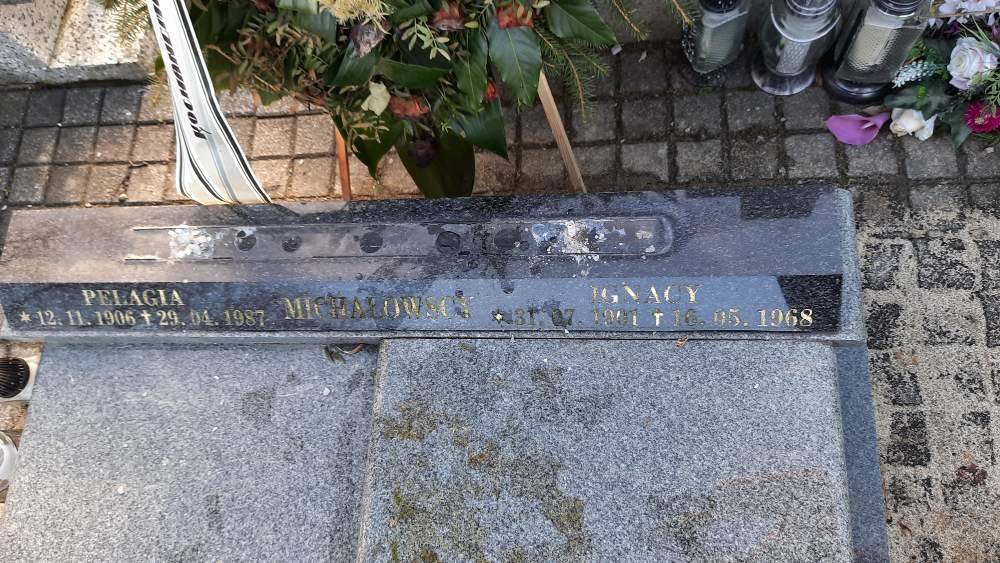 PELAGIA
★ 12. 11. 1906 ✝ 29. 04. 1987
MICHAŁOWSCY
IGNACY
★ 31. 07. 1901 ✝ 16. 05. 1968